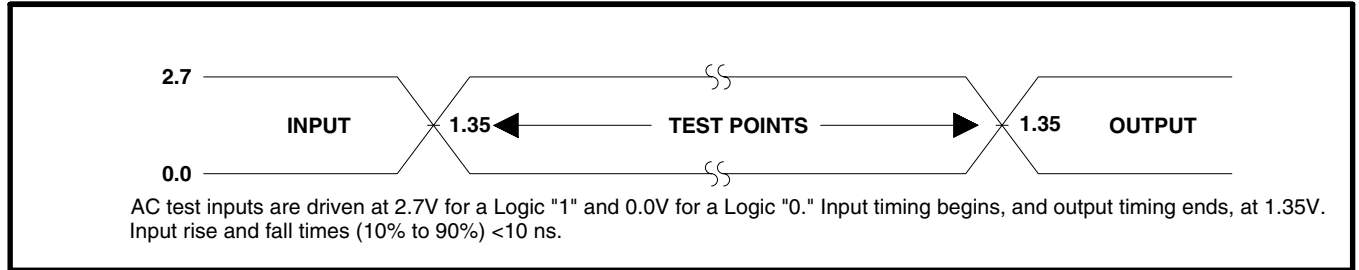 2.7
INPUT 1.35 TEST POINTS 1.35 OUTPUT
0.0
AC test inputs are driven at 2.7V for a Logic "1" and 0.0V for a Logic "0." Input timing begins, and output timing ends, at 1.35V.
Input rise and fall times (10% to 90%) <10 ns.